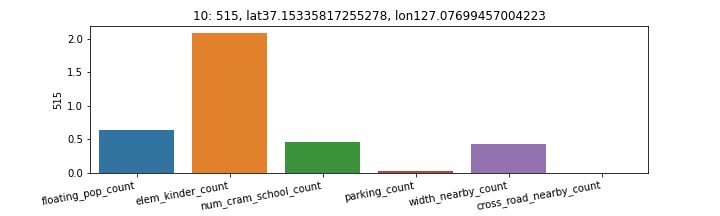 10: 515, lat37.15335817255278, lon127.07699457004223
2.0
1.5
1.0
0.5
0.0
515
floating_pop_count
elem_kinder_count
num_cram_school_count
parking_count
width_nearby_count
cross_road_nearby_count